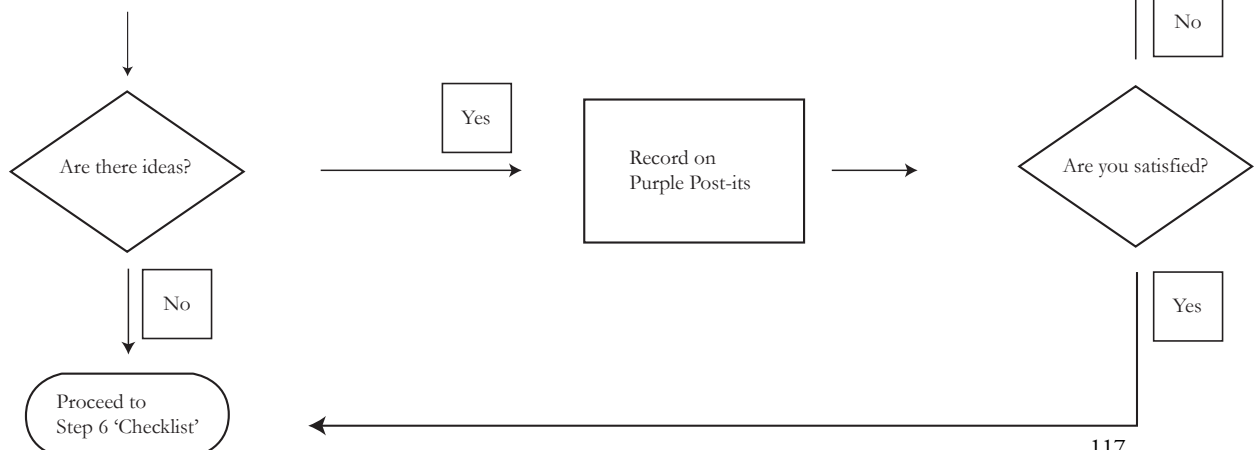 No
Yes
Are there ideas?
Record on
Purple Post-its
Are you satisfied?
No
Yes
Proceed to
Step 6 ‘Checklist’
117